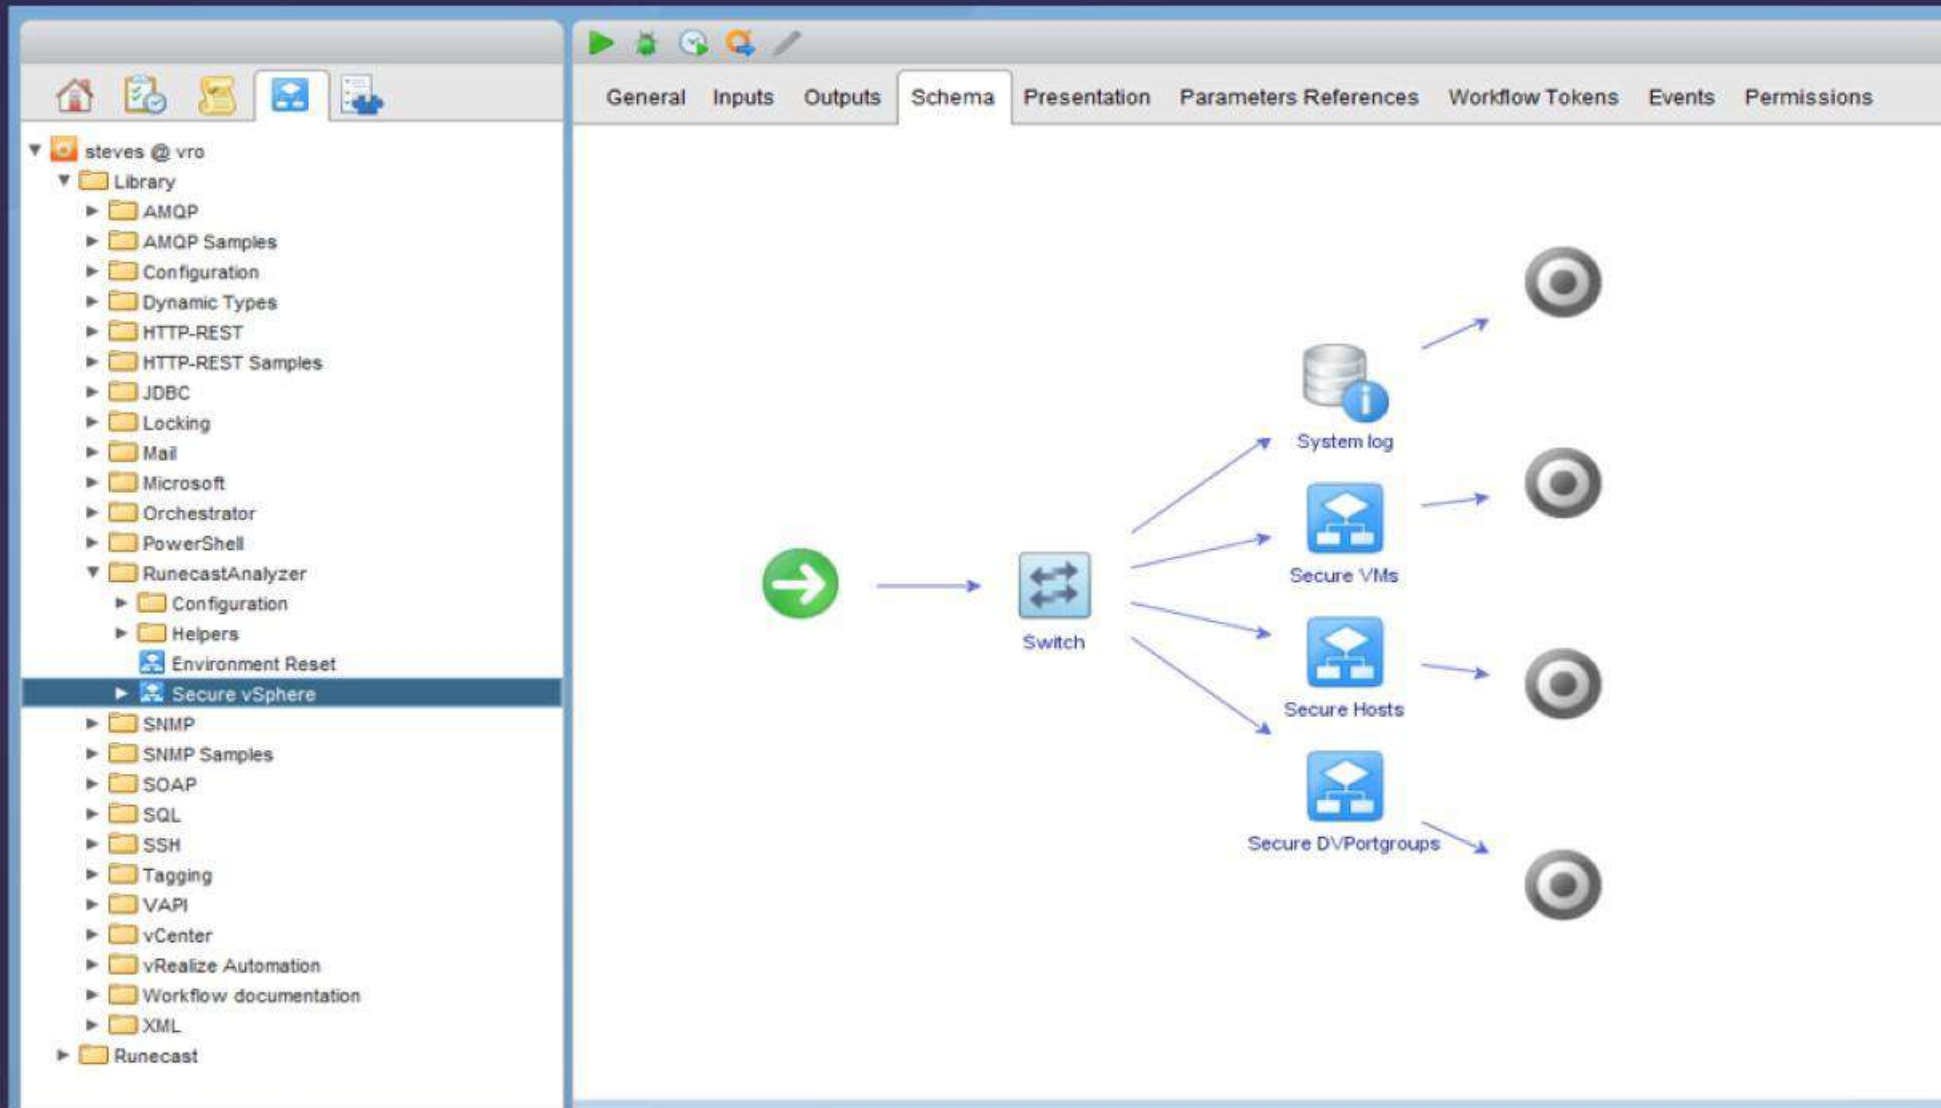 General Inputs Outputs Schema Presentation Parameters References Workflow Tokens Events Permissions
steves @ vro
Library
AMQP
AMQP Samples
Configuration
Dynamic Types
HTTP-REST
HTTP-REST Samples
JDBC
Locking
Mail
Microsoft
Orchestrator
PowerShell
RunecastAnalyzer
Configuration
Helpers
Environment Reset
Secure vSphere
SNMP
SNMP Samples
SOAP
SQL
SSH
Tagging
VAPI
vCenter
vRealize Automation
Workflow documentation
XML
Runecast
Switch
System log
Secure VMs
Secure Hosts
Secure DVPortgroups